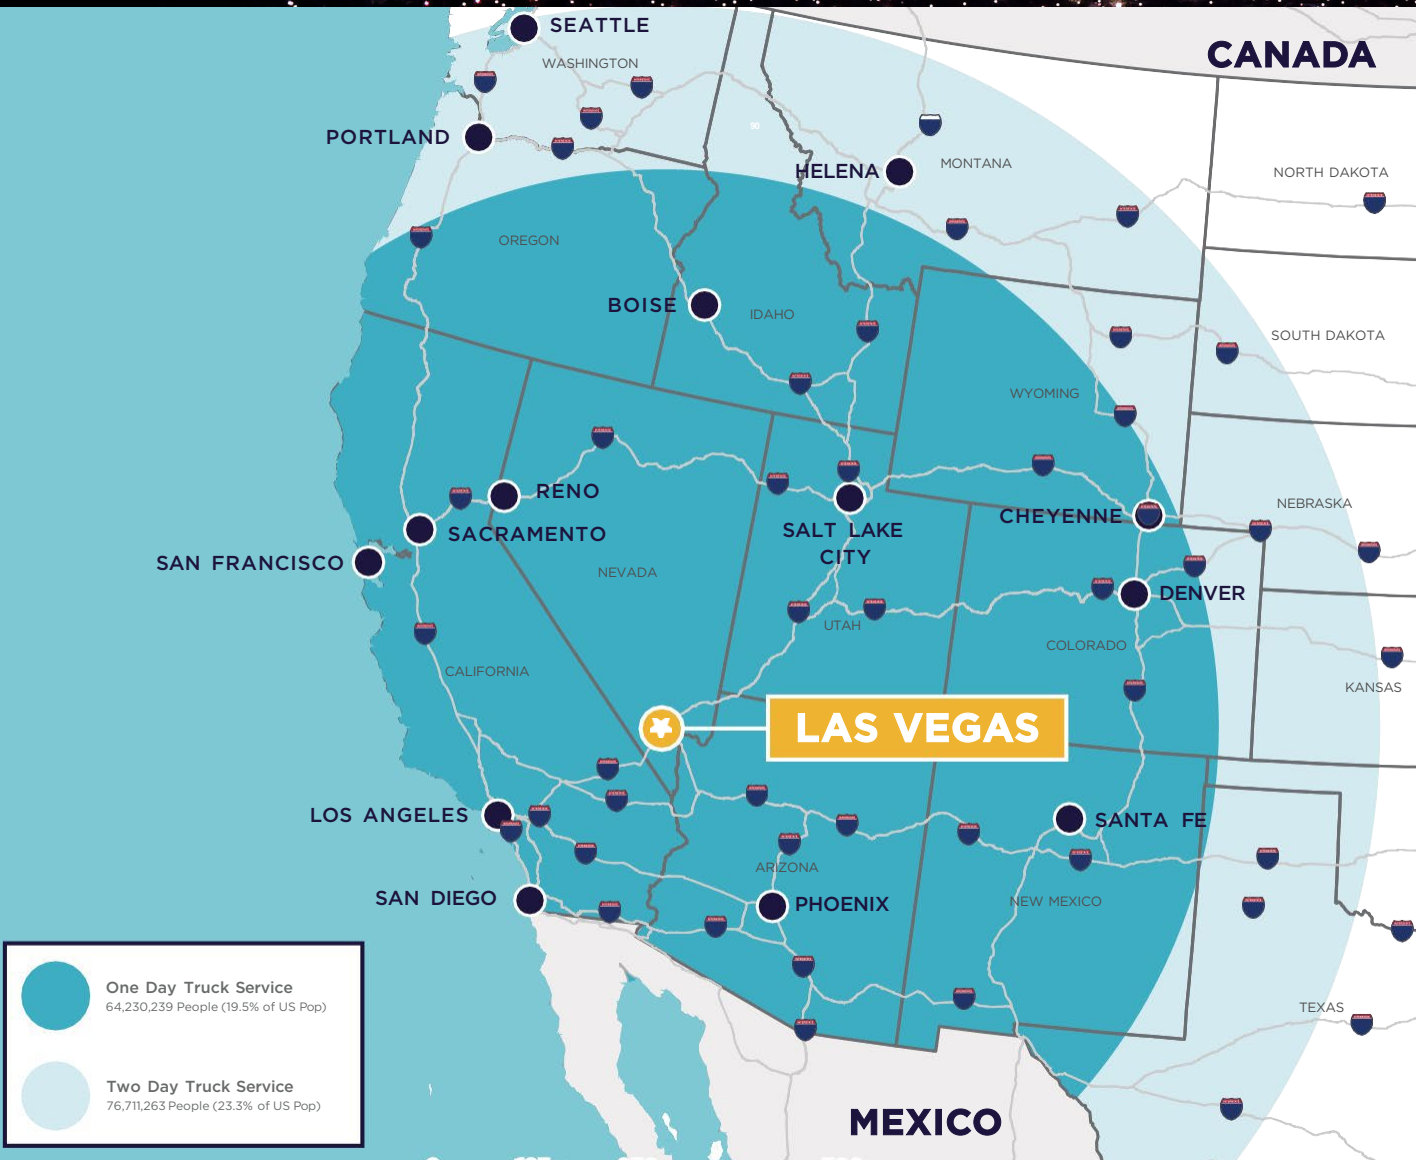 SEATTLE
WASHINGTON
CANADA
PORTLAND
90
HELENA
MONTANA
NORTH DAKOTA
OREGON
BOISE
IDAHO
SOUTH DAKOTA
WYOMING
RENO
SACRAMENTO
SALT LAKE
CITY
CHEYENNE
NEBRASKA
SAN FRANCISCO
NEVADA
DENVER
UTAH
COLORADO
CALIFORNIA
KANSAS
LAS VEGAS
LOS ANGELES
SANTA FE
ARIZONA
SAN DIEGO
PHOENIX
NEW MEXICO
TEXAS
MEXICO
One Day Truck Service
64,230,239 People (19.5% of US Pop)
Two Day Truck Service
76,711,263 People (23.3% of US Pop)